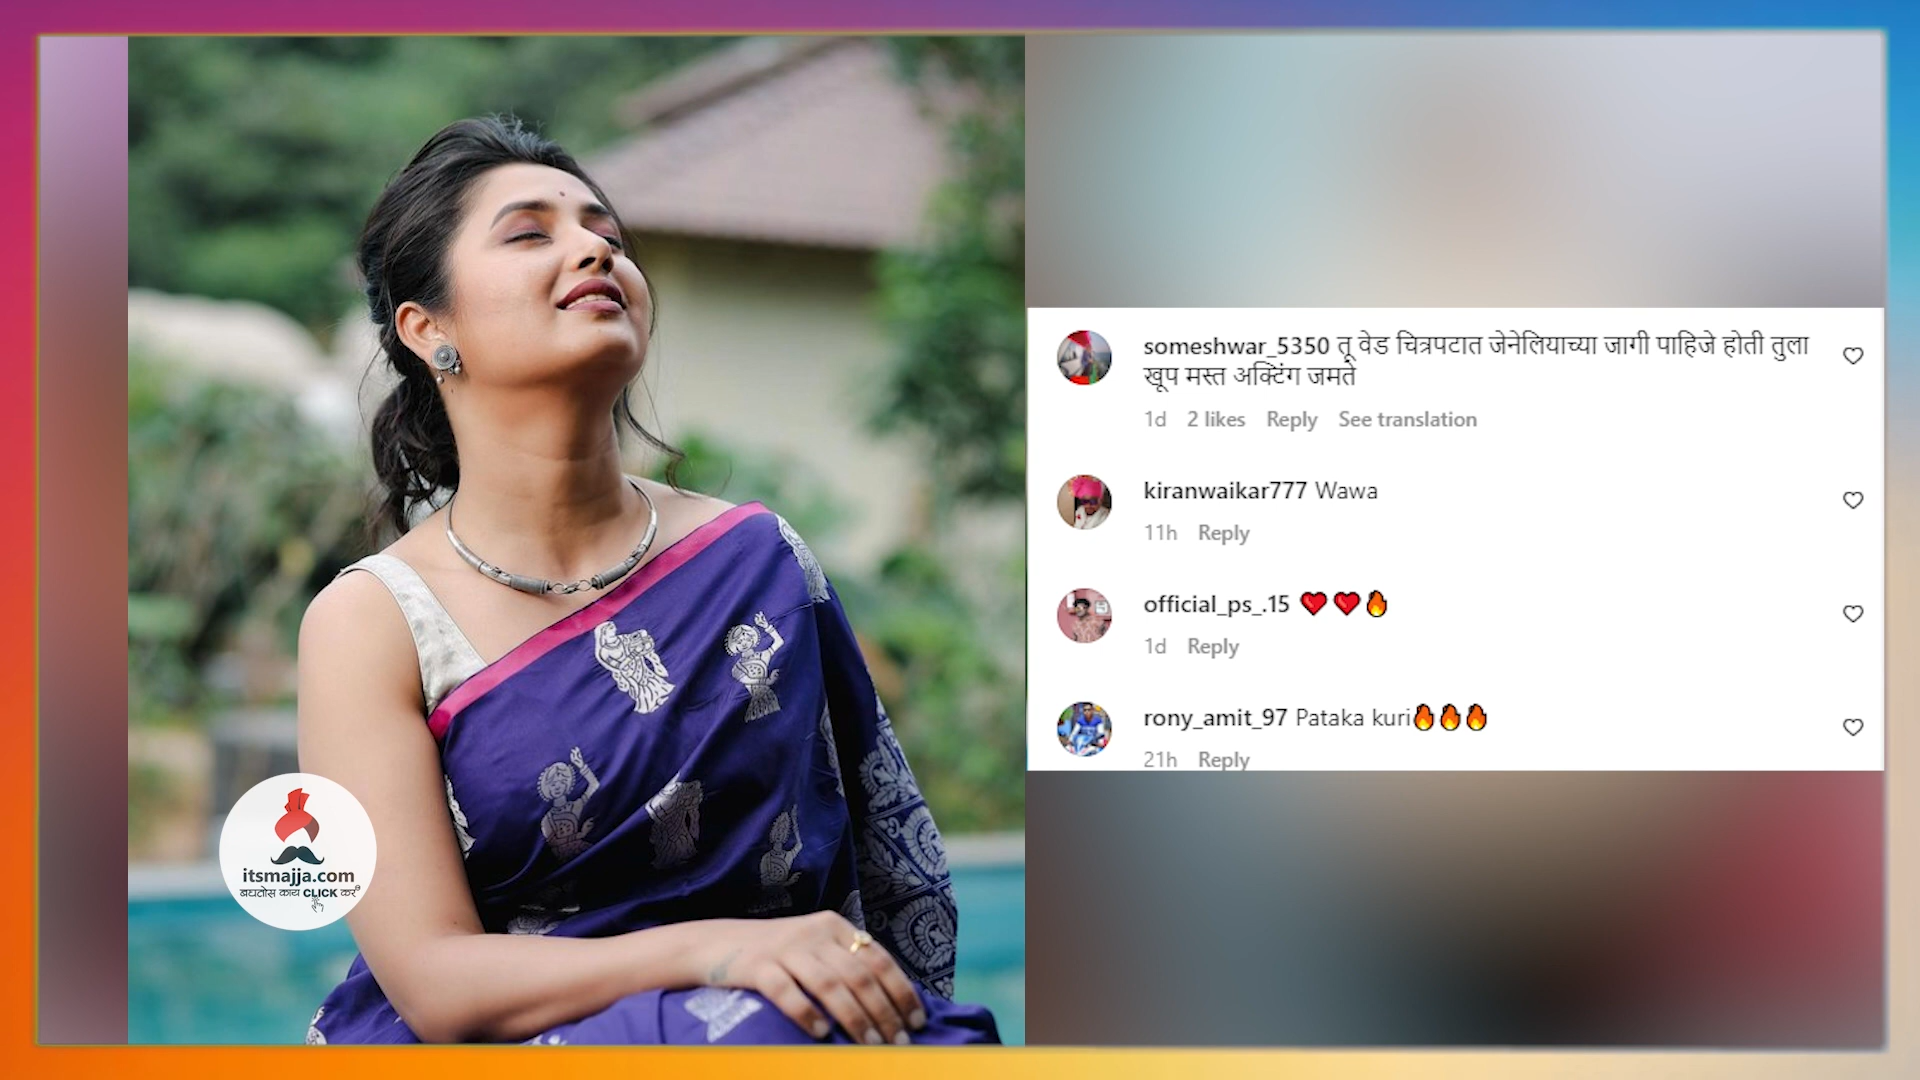 someshwar_5350 तू वेड चित्रपटात जेनेलियाच्या जागी पाहिजे होती तुला
खूप मस्त अक्टिंग जमते
1d 2 likes Reply See translation
kiranwaikar777 Wawa
11h Reply
official_ps_.15 ❤️❤️🔥
1d Reply
rony_amit_97 Pataka kuri🔥🔥🔥
21h Reply
itsmajja.com
बघतोस काय CLICK कर